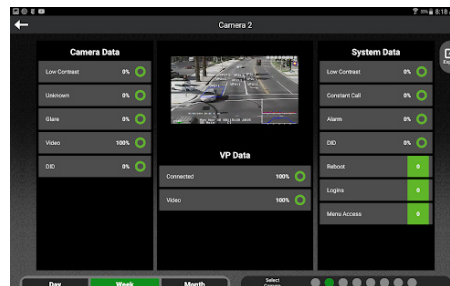 8:18
Camera 2
Camera Data
Low Contrast 0%
Unknown 0%
Glare 0%
Video 100%
DID 0%
VP Data
Connected 100%
Video 100%
System Data
Low Contrast 0%
Constant Call 0%
Alarm 0%
DID 0%
Reboot 0
Logins 0
Menu Access 0
Day Week Month
Select
Camera